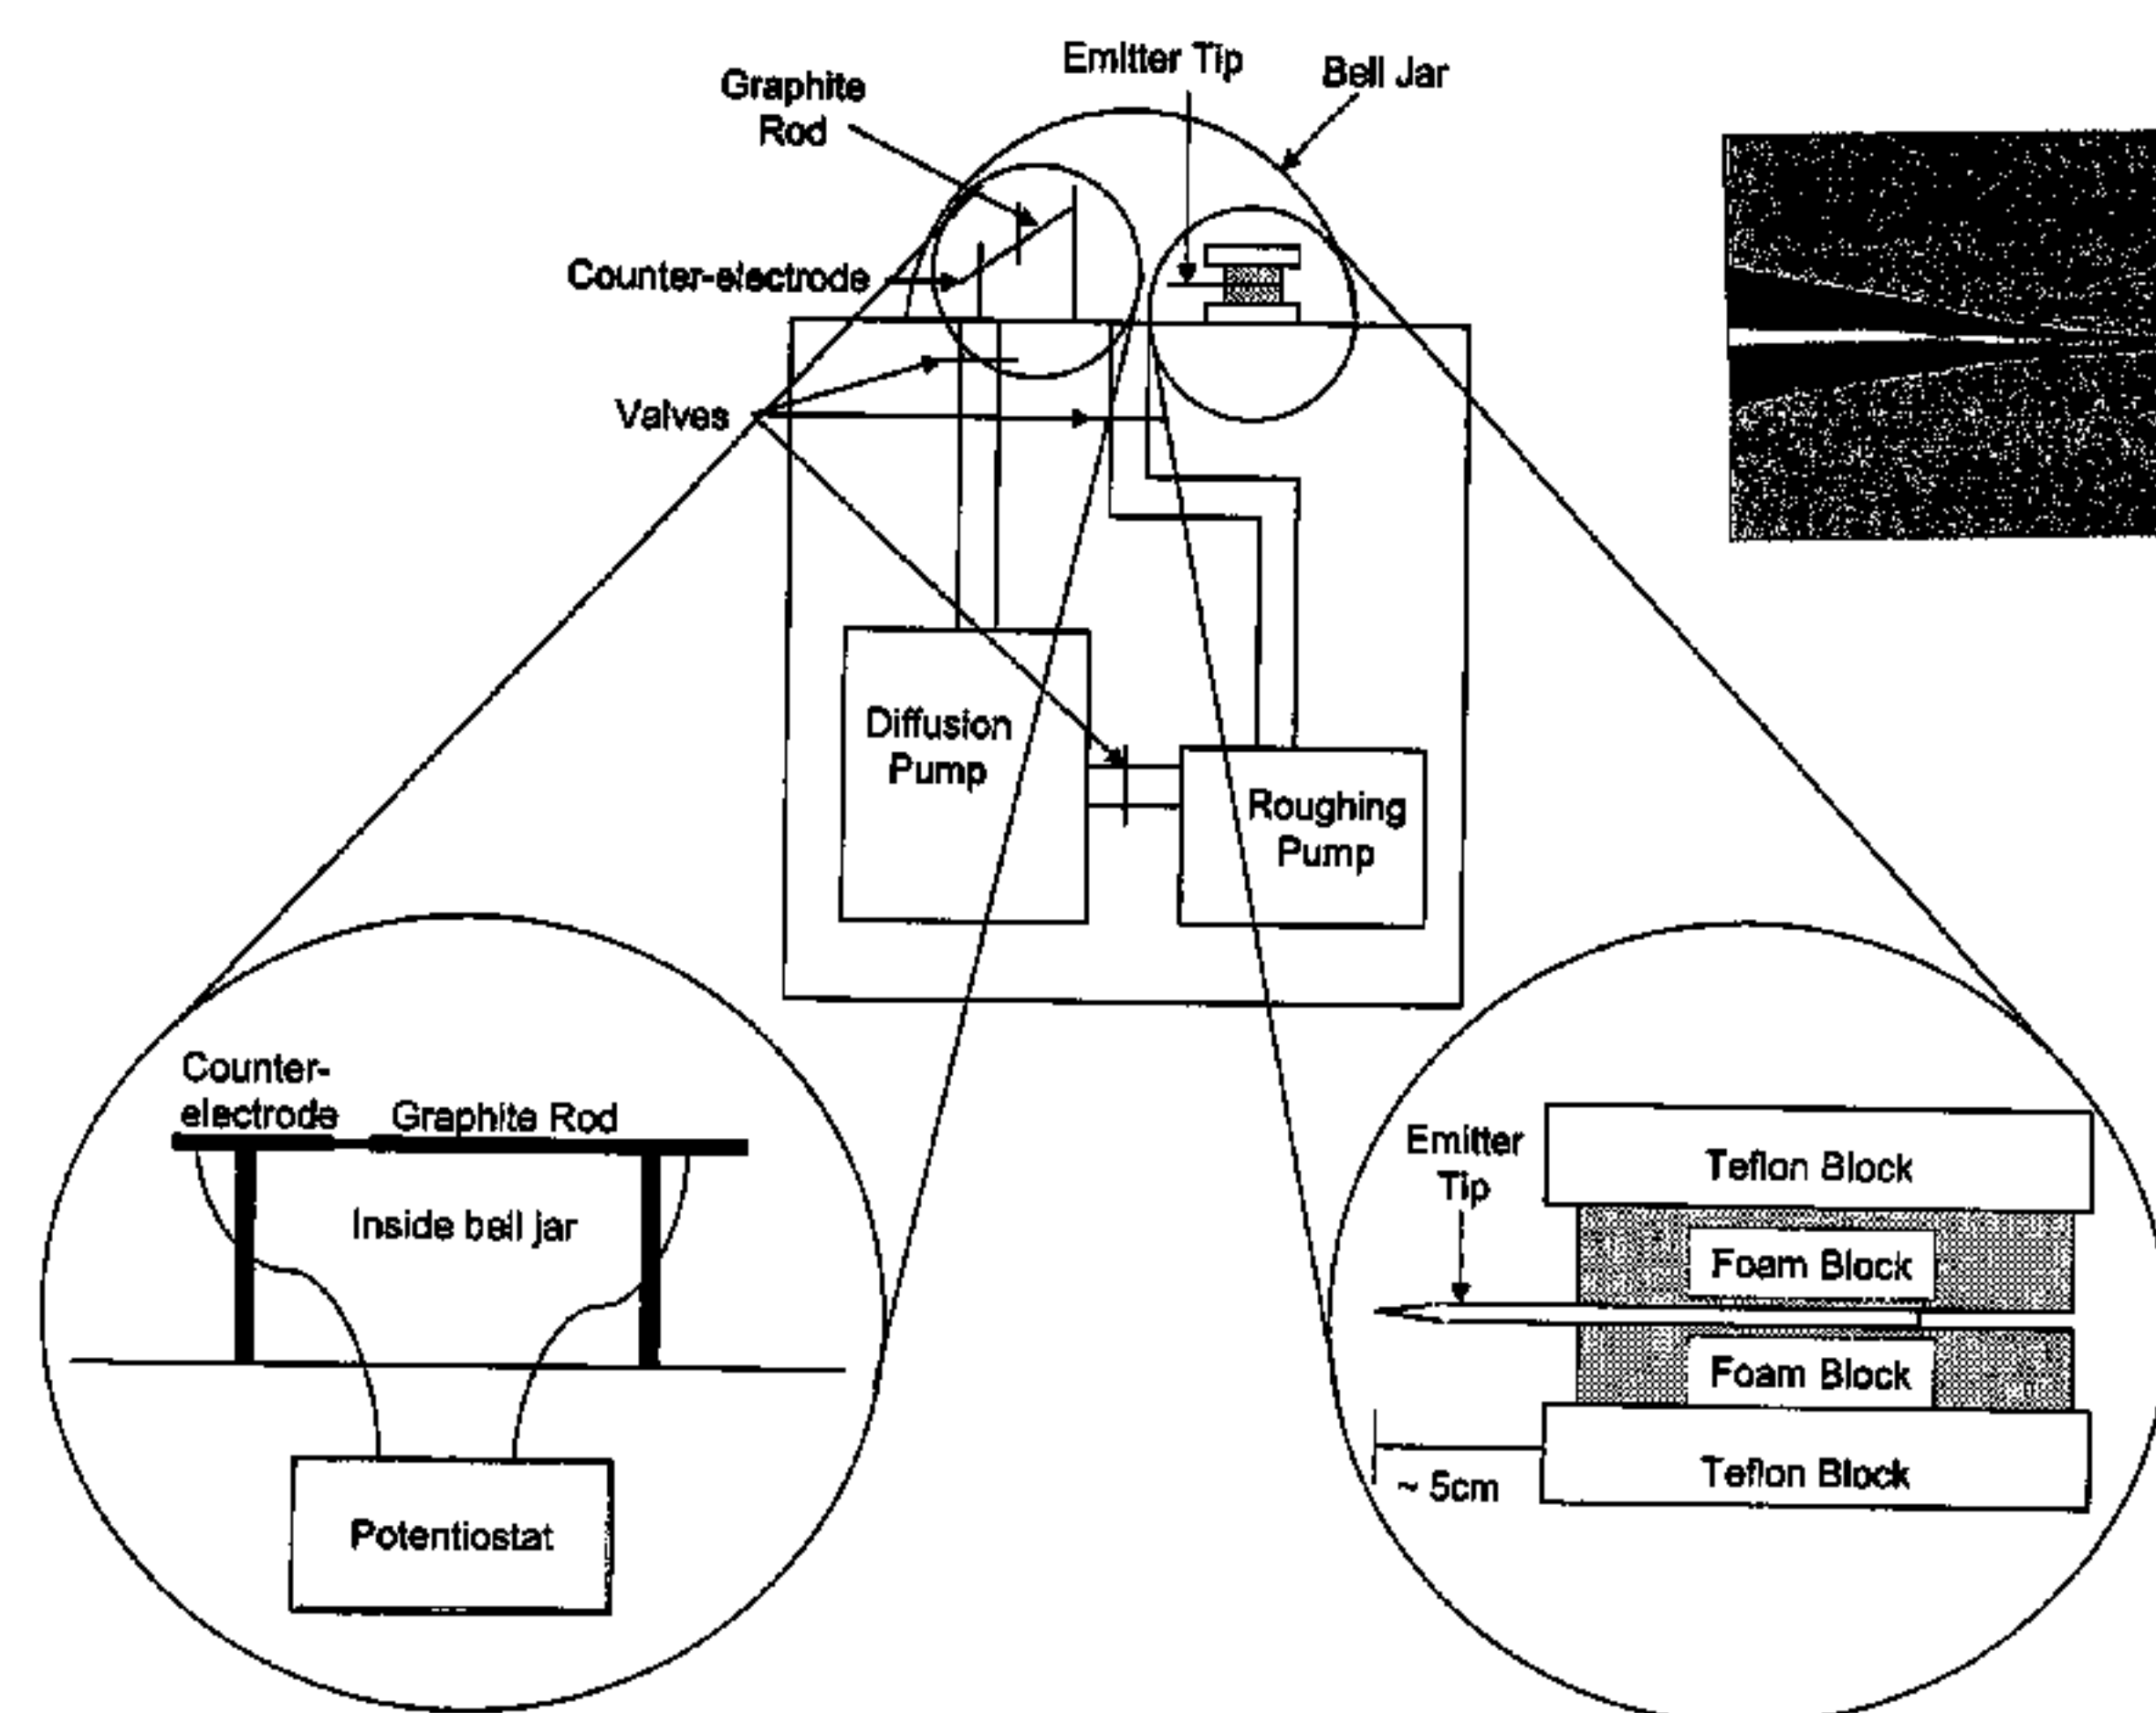 Emitter Tip
Bell Jar
Graphite
Rod
Counter-electrode
Valves
Diffusion
Pump
Roughing
Pump
Counter-
electrode
Graphite Rod
Inside bell jar
Potentiostat
Emitter
Tip
Teflon Block
Foam Block
Foam Block
Teflon Block
~ 5cm